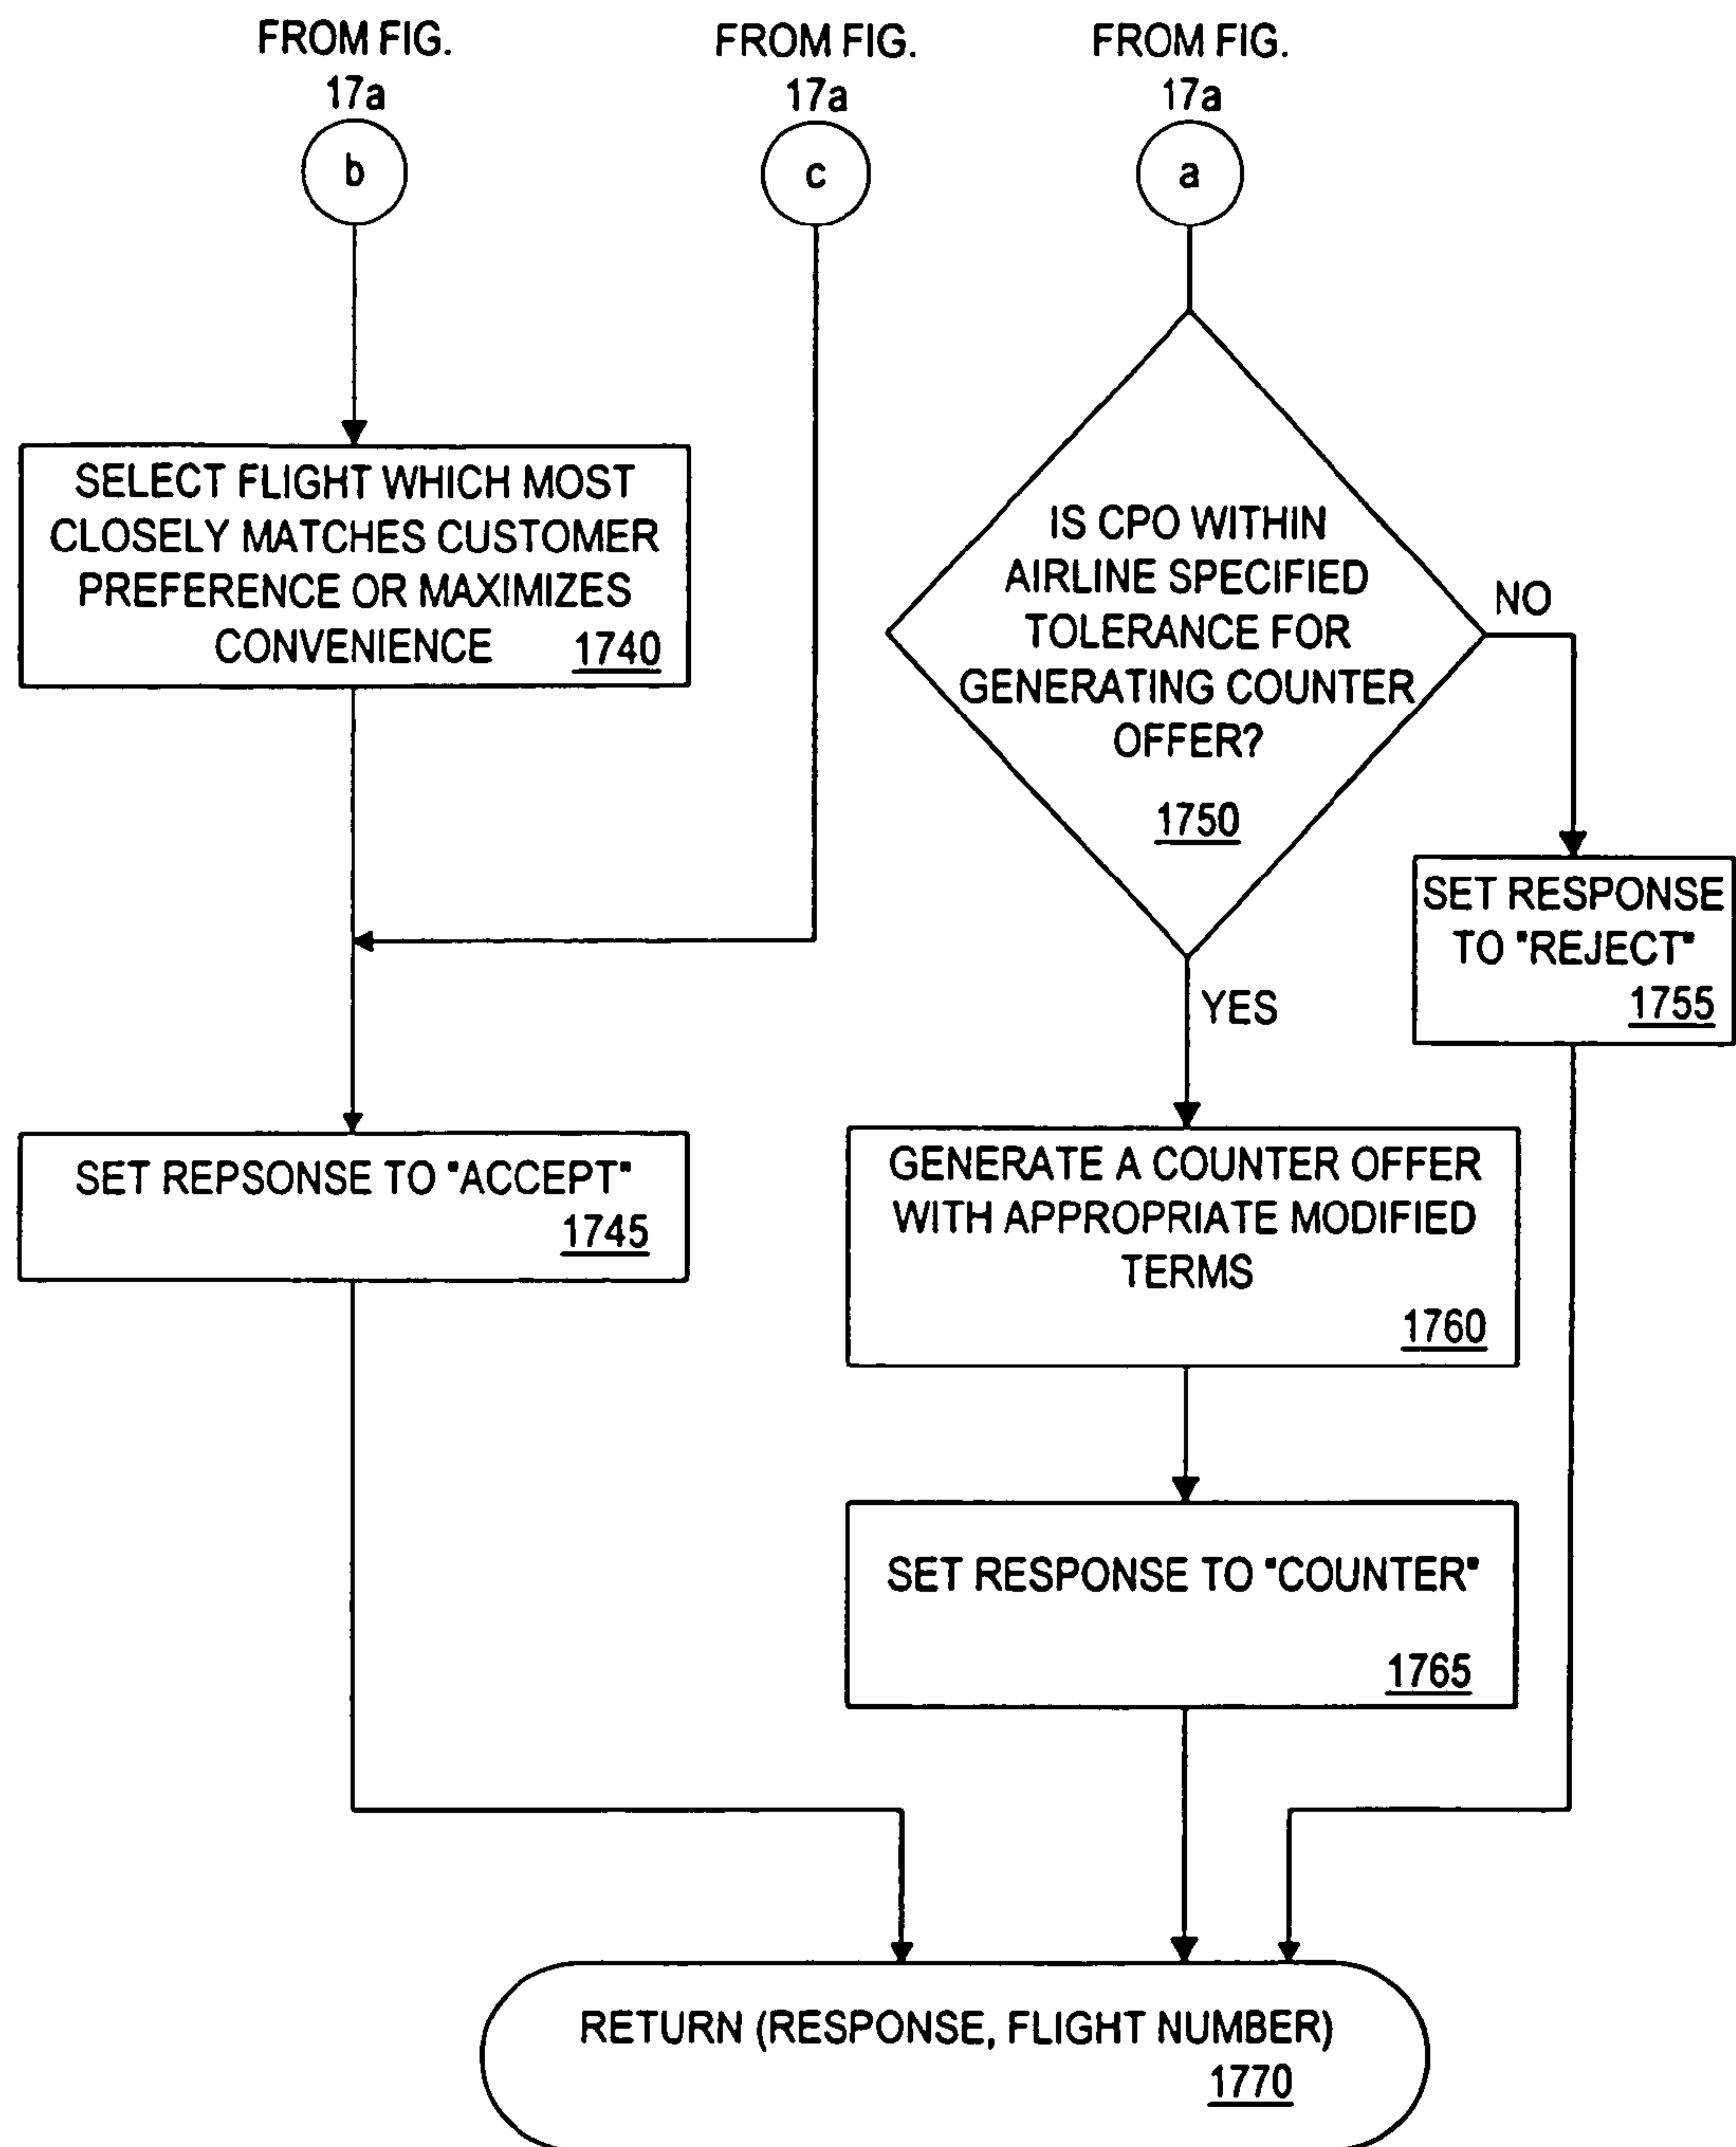 FROM FIG.
17a
b
FROM FIG.
17a
c
FROM FIG.
17a
a
SELECT FLIGHT WHICH MOST
CLOSELY MATCHES CUSTOMER
PREFERENCE OR MAXIMIZES
CONVENIENCE 1740
IS CPO WITHIN
AIRLINE SPECIFIED
TOLERANCE FOR
GENERATING COUNTER
OFFER?
1750
NO
SET RESPONSE
TO "REJECT"
1755
YES
SET REPSONSE TO "ACCEPT"
1745
GENERATE A COUNTER OFFER
WITH APPROPRIATE MODIFIED
TERMS
1760
SET RESPONSE TO "COUNTER"
1765
RETURN (RESPONSE, FLIGHT NUMBER)
1770